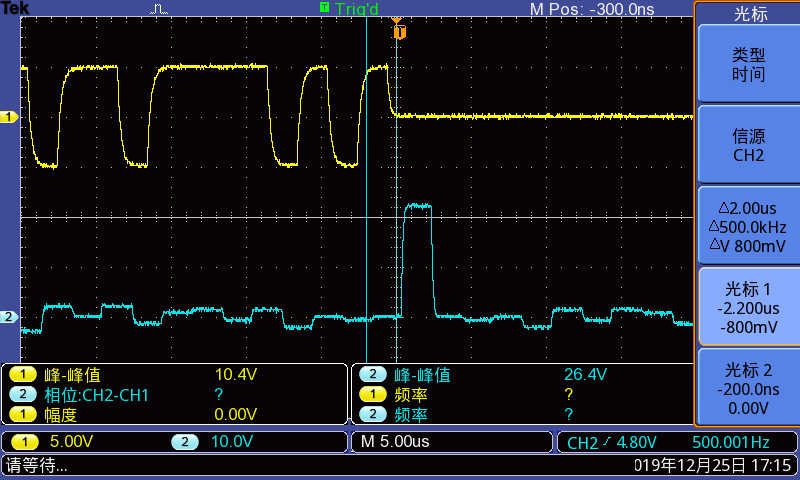 Tek T Trig'd M Pos: -300.0ns
光标
类型
时间
信源
CH2
△2.00us
△500.0kHz
△V 800mV
光标 1
-2.200us
-800mV
光标 2
-200.0ns
0.00V
T
1
2
1 峰-峰值 10.4V
2 相位:CH2-CH1 ?
1 幅度 0.00V
2 峰-峰值 26.4V
1 频率 ?
2 频率 ?
1 5.00V 2 10.0V M 5.00us CH2 4.80V 500.001Hz
请等待... 019年12月25日 17:15